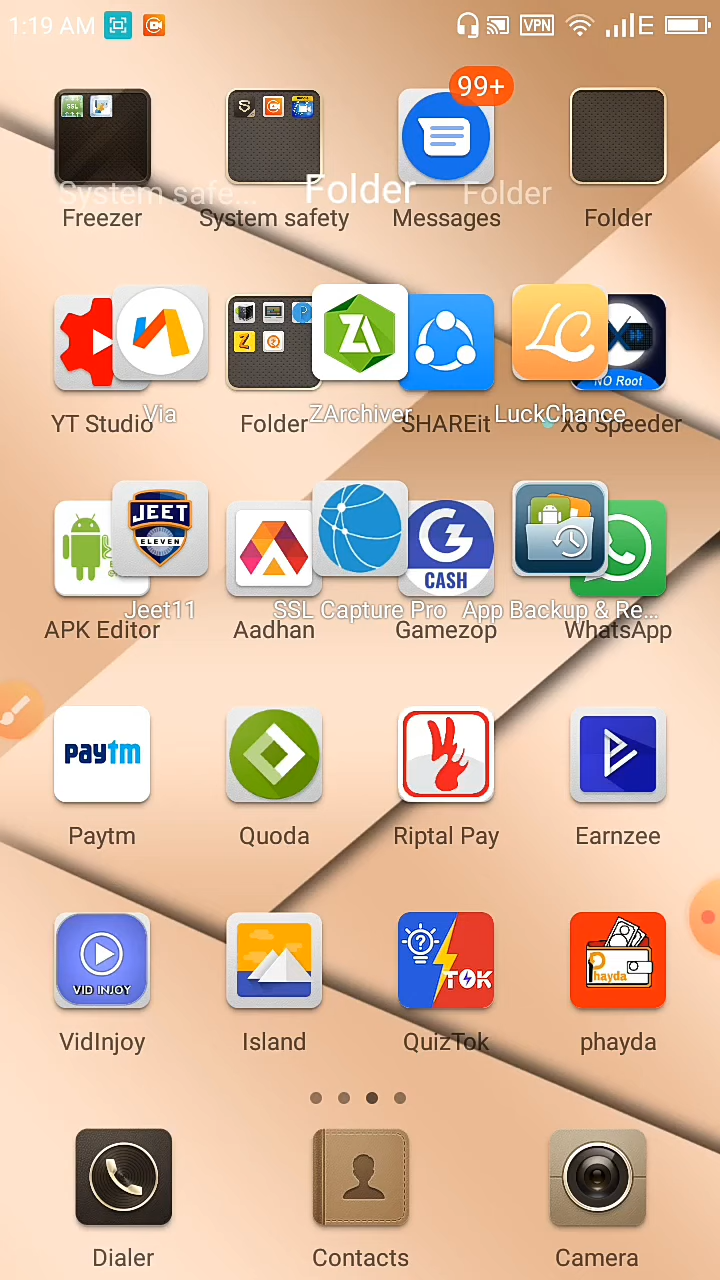 1:19 AM
VPN
E
99+
SSL
System safe...
Folder
Folder
Freezer
System safety
Messages
Folder
ZA
LC
X8
NO Root
YT Studio
Via
Folder
ZArchiver
SHAREit
LuckChance
X8 Speeder
JEET
ELEVEN
G
CASH
Jeet11
SSL Capture Pro
App Backup & Re...
APK Editor
Aadhan
Gamezop
WhatsApp
paytm
Paytm
Quoda
Riptal Pay
Earnzee
VID INJOY
?
TOK
Phayda
VidInjoy
Island
QuizTok
phayda
Dialer
Contacts
Camera